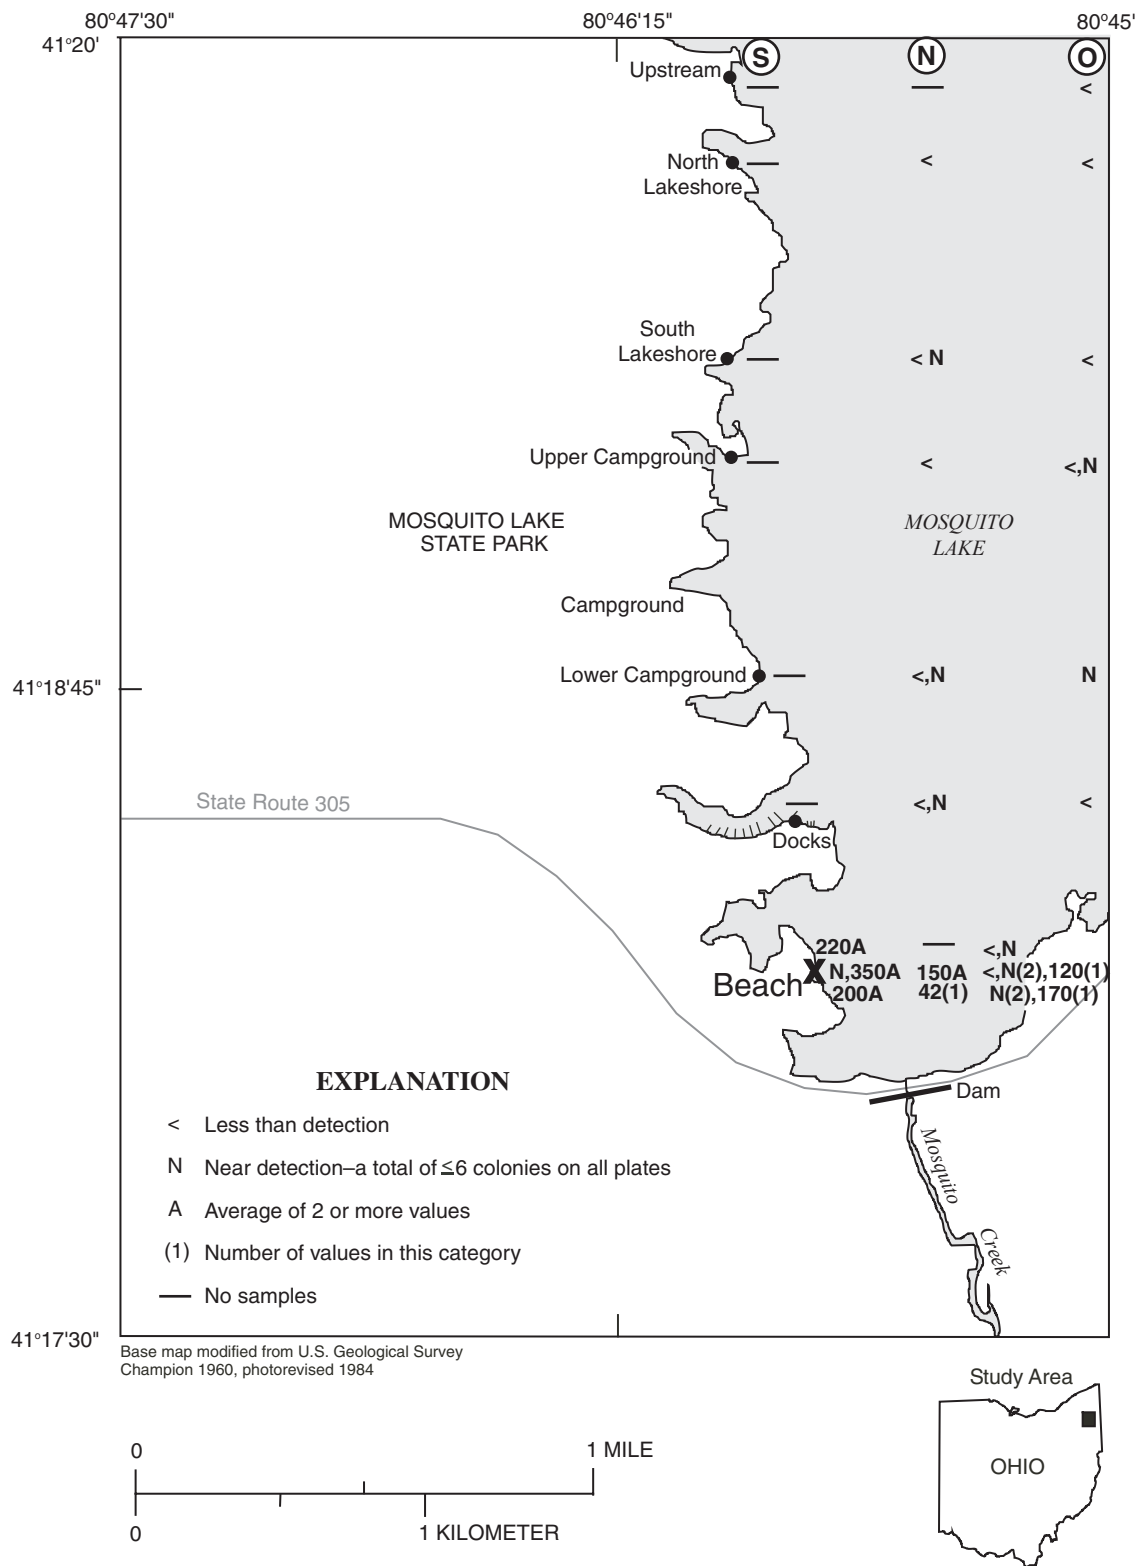 80°47'30" 80°46'15" 80°45'
41°20'
S N O
Upstream — — <
North — < <
Lakeshore
South
Lakeshore — < N <
Upper Campground — < <,N
MOSQUITO LAKE
STATE PARK
MOSQUITO
LAKE
Campground
Lower Campground — <,N N
41°18'45"
State Route 305
— <,N <
Docks
220A — <,N
Beach X N,350A 150A <,N(2),120(1)
200A 42(1) N(2),170(1)
Dam
Mosquito
Creek
EXPLANATION
< Less than detection
N Near detection–a total of ≤6 colonies on all plates
A Average of 2 or more values
(1) Number of values in this category
— No samples
41°17'30"
Base map modified from U.S. Geological Survey
Champion 1960, photorevised 1984
Study Area
OHIO
0 1 MILE
0 1 KILOMETER